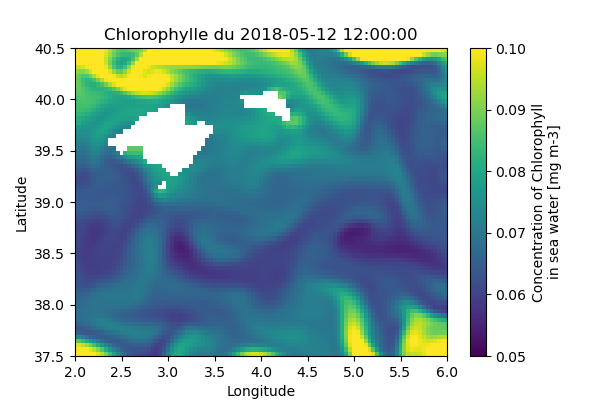 Chlorophylle du 2018-05-12 12:00:00
40.5
40.0
39.5
39.0
38.5
38.0
37.5
Latitude
2.0 2.5 3.0 3.5 4.0 4.5 5.0 5.5 6.0
Longitude
0.10
0.09
0.08
0.07
0.06
0.05
Concentration of Chlorophyll
in sea water [mg m-3]